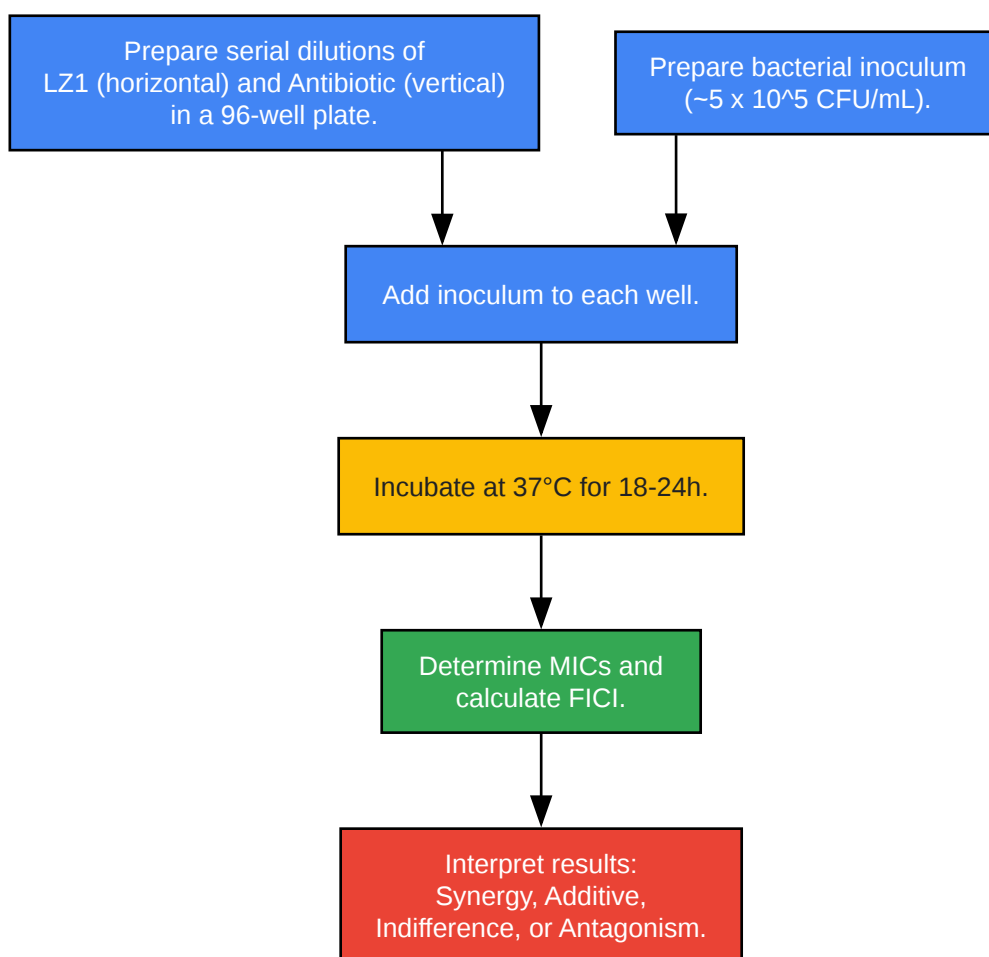 Prepare serial dilutions of
LZ1 (horizontal) and Antibiotic (vertical)
in a 96-well plate.
Prepare bacterial inoculum
(~5 x 10^5 CFU/mL).
Add inoculum to each well.
Incubate at 37°C for 18-24h.
Determine MICs and
calculate FICI.
Interpret results:
Synergy, Additive,
Indifference, or Antagonism.